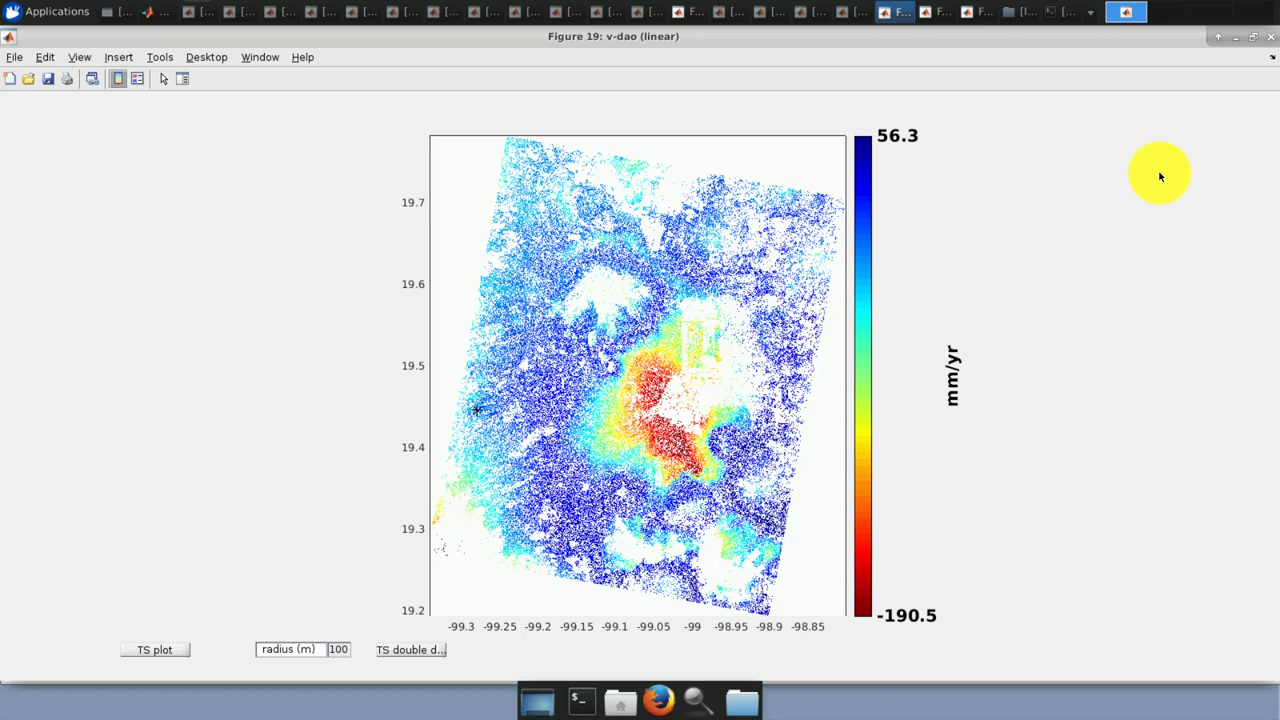 Applications [... ... [... [... [... [... [... [... [... [... [... [... [... [... F... [... [... [... [... F... F... F... [I... [...
Figure 19: v-dao (linear)
File Edit View Insert Tools Desktop Window Help
56.3
19.7
19.6
19.5
19.4
19.3
19.2
mm/yr
-190.5
-99.3 -99.25 -99.2 -99.15 -99.1 -99.05 -99 -98.95 -98.9 -98.85
TS plot radius (m) 100 TS double d...
$_